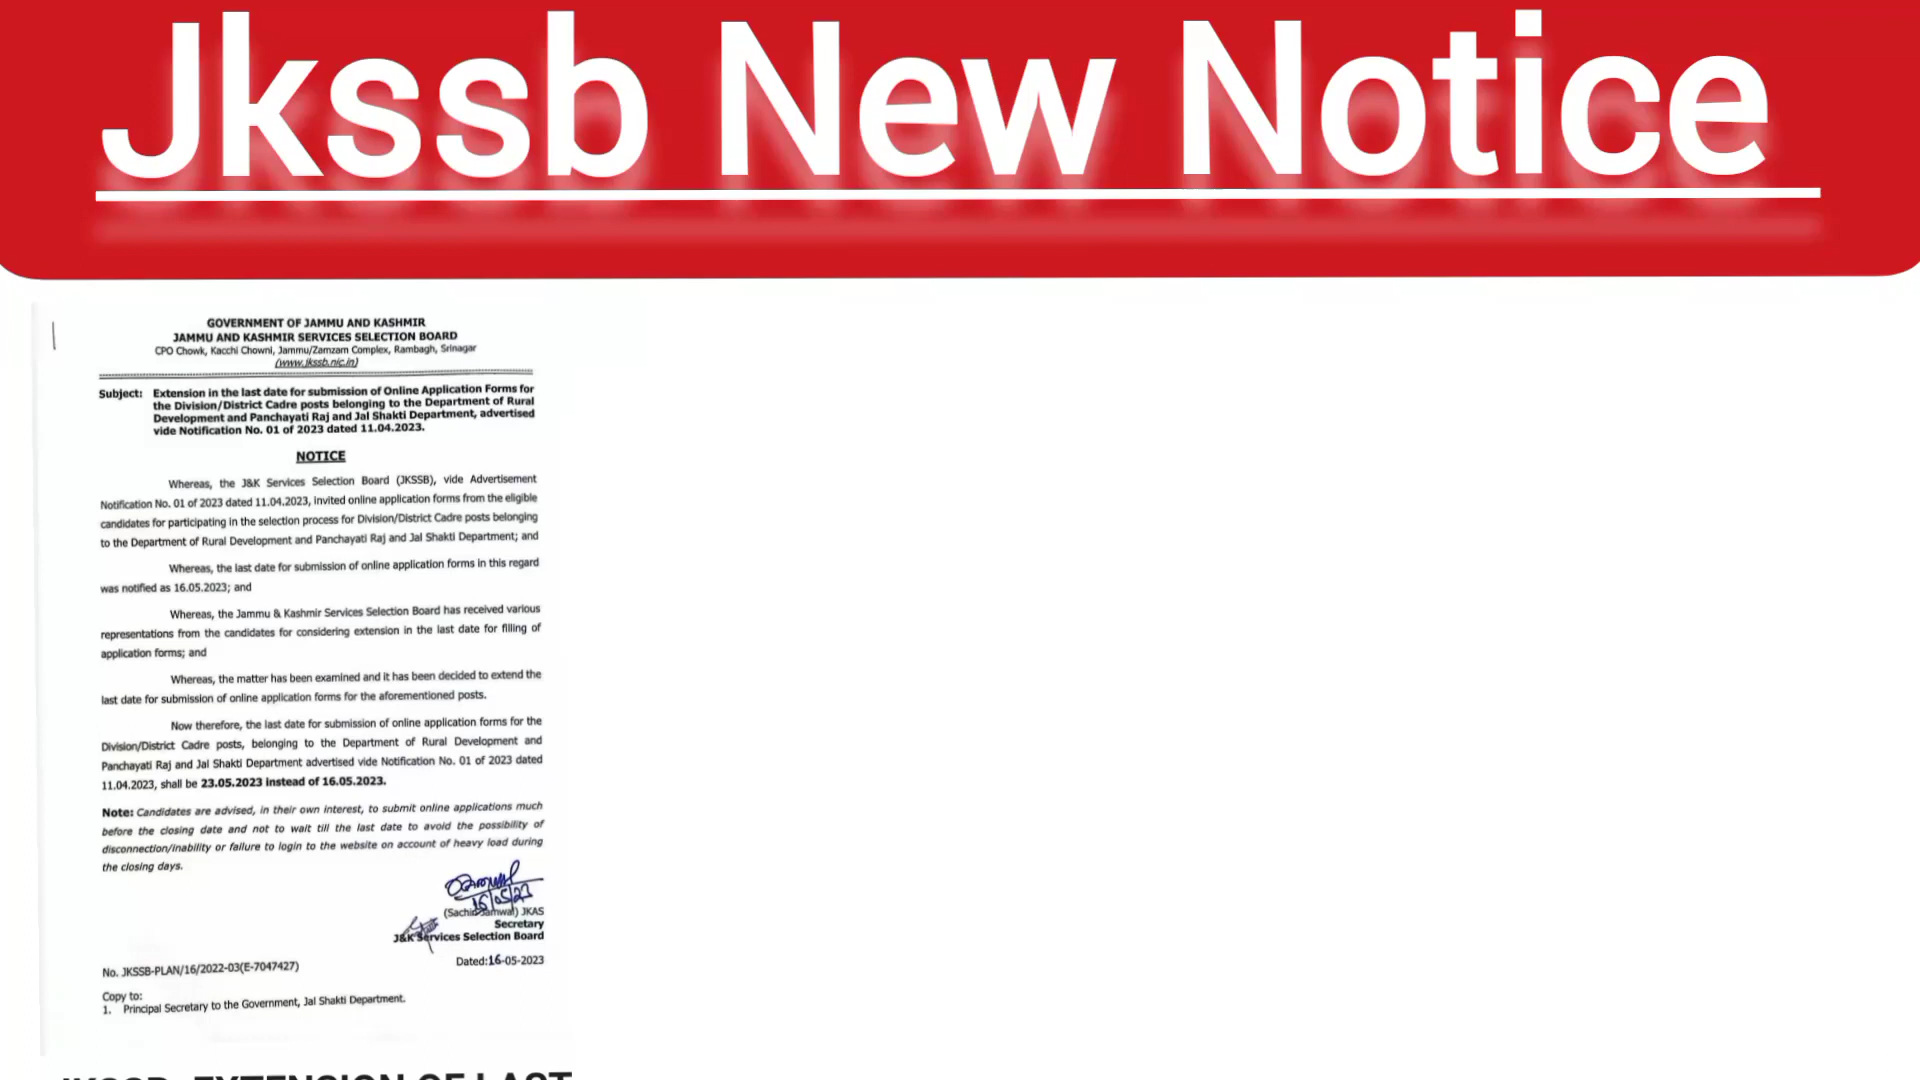 Jkssb New Notice
GOVERNMENT OF JAMMU AND KASHMIR
JAMMU AND KASHMIR SERVICES SELECTION BOARD
CPO Chowk, Kacchi Chowni, Jammu/Zamzam Complex, Rambagh, Srinagar
(www.jkssb.nic.in)
Subject: Extension in the last date for submission of Online Application Forms for
the Division/District Cadre posts belonging to the Department of Rural
Development and Panchayati Raj and Jal Shakti Department, advertised
vide Notification No. 01 of 2023 dated 11.04.2023.
NOTICE
Whereas, the J&K Services Selection Board (JKSSB), vide Advertisement
Notification No. 01 of 2023 dated 11.04.2023, invited online application forms from the eligible
candidates for participating in the selection process for Division/District Cadre posts belonging
to the Department of Rural Development and Panchayati Raj and Jal Shakti Department; and
Whereas, the last date for submission of online application forms in this regard
was notified as 16.05.2023; and
Whereas, the Jammu & Kashmir Services Selection Board has received various
representations from the candidates for considering extension in the last date for filling of
application forms; and
Whereas, the matter has been examined and it has been decided to extend the
last date for submission of online application forms for the aforementioned posts.
Now therefore, the last date for submission of online application forms for the
Division/District Cadre posts, belonging to the Department of Rural Development and
Panchayati Raj and Jal Shakti Department advertised vide Notification No. 01 of 2023 dated
11.04.2023, shall be 23.05.2023 instead of 16.05.2023.
Note: Candidates are advised, in their own interest, to submit online applications much
before the closing date and not to wait till the last date to avoid the possibility of
disconnection/inability or failure to login to the website on account of heavy load during
the closing days.
16/05/23
(Sachin Jamwal) JKAS
Secretary
J&K Services Selection Board
Dated:16-05-2023
No. JKSSB-PLAN/16/2022-03(E-7047427)
Copy to:
1. Principal Secretary to the Government, Jal Shakti Department.
EXTENSION OF LAST